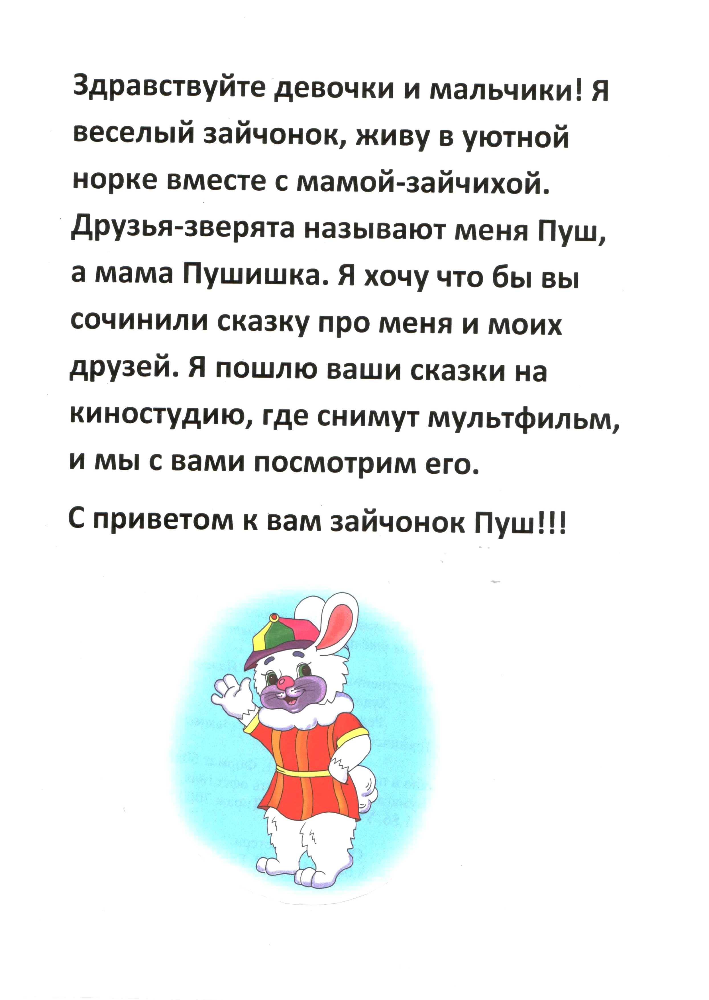 Здравствуйте девочки и мальчики! Я
веселый зайчонок, живу в уютной
норке вместе с мамой-зайчихой.
Друзья-зверята называют меня Пуш,
а мама Пушишка. Я хочу что бы вы
сочинили сказку про меня и моих
друзей. Я пошлю ваши сказки на
киностудию, где снимут мультфильм,
и мы с вами посмотрим его.
С приветом к вам зайчонок Пуш!!!